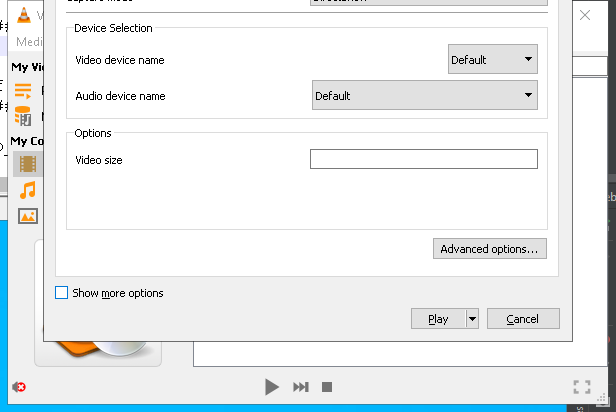 Device Selection
Video device name
Default
Audio device name
Default
Options
Video size
Advanced options...
Show more options
Play
Cancel
Medi
My Vi
My Co